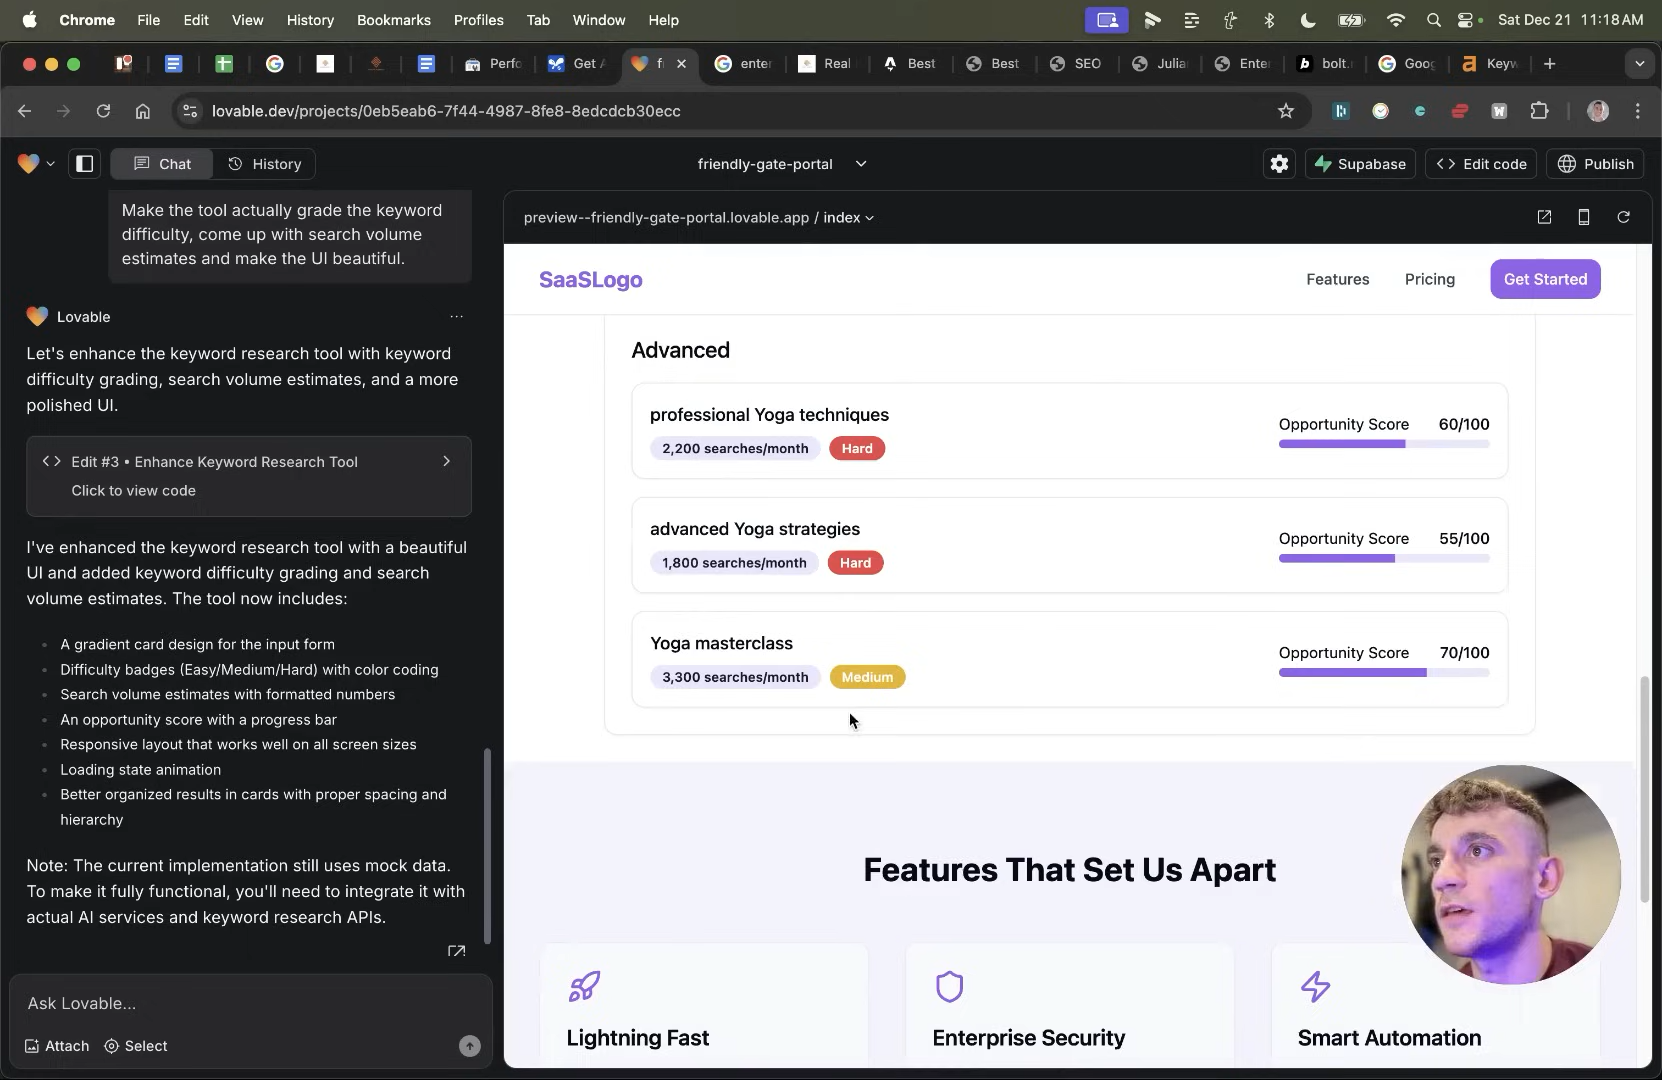 Chrome File Edit View History Bookmarks Profiles Tab Window Help
Sat Dec 21 11:18 AM
Perfo
Get A
enter
Real
Best
Best
SEO
Julia
Enter
bolt.n
Goog
Keyw
lovable.dev/projects/0eb5eab6-7f44-4987-8fe8-8edcdcb30ecc
Chat
History
friendly-gate-portal
Supabase
Edit code
Publish
Make the tool actually grade the keyword
difficulty, come up with search volume
estimates and make the UI beautiful.
Lovable
Let's enhance the keyword research tool with keyword
difficulty grading, search volume estimates, and a more
polished UI.
Edit #3 • Enhance Keyword Research Tool
Click to view code
I've enhanced the keyword research tool with a beautiful
UI and added keyword difficulty grading and search
volume estimates. The tool now includes:
A gradient card design for the input form
Difficulty badges (Easy/Medium/Hard) with color coding
Search volume estimates with formatted numbers
An opportunity score with a progress bar
Responsive layout that works well on all screen sizes
Loading state animation
Better organized results in cards with proper spacing and
hierarchy
Note: The current implementation still uses mock data.
To make it fully functional, you'll need to integrate it with
actual AI services and keyword research APIs.
Ask Lovable...
Attach
Select
preview--friendly-gate-portal.lovable.app / index
SaaSLogo
Features
Pricing
Get Started
Advanced
professional Yoga techniques
2,200 searches/month
Hard
Opportunity Score 60/100
advanced Yoga strategies
1,800 searches/month
Hard
Opportunity Score 55/100
Yoga masterclass
3,300 searches/month
Medium
Opportunity Score 70/100
Features That Set Us Apart
Lightning Fast
Enterprise Security
Smart Automation